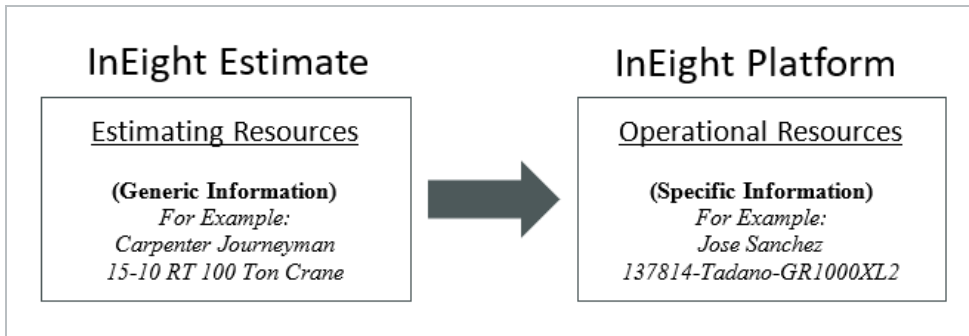 InEight Estimate
Estimating Resources
(Generic Information)
For Example:
Carpenter Journeyman
15-10 RT 100 Ton Crane
InEight Platform
Operational Resources
(Specific Information)
For Example:
Jose Sanchez
137814-Tadano-GR1000XL2